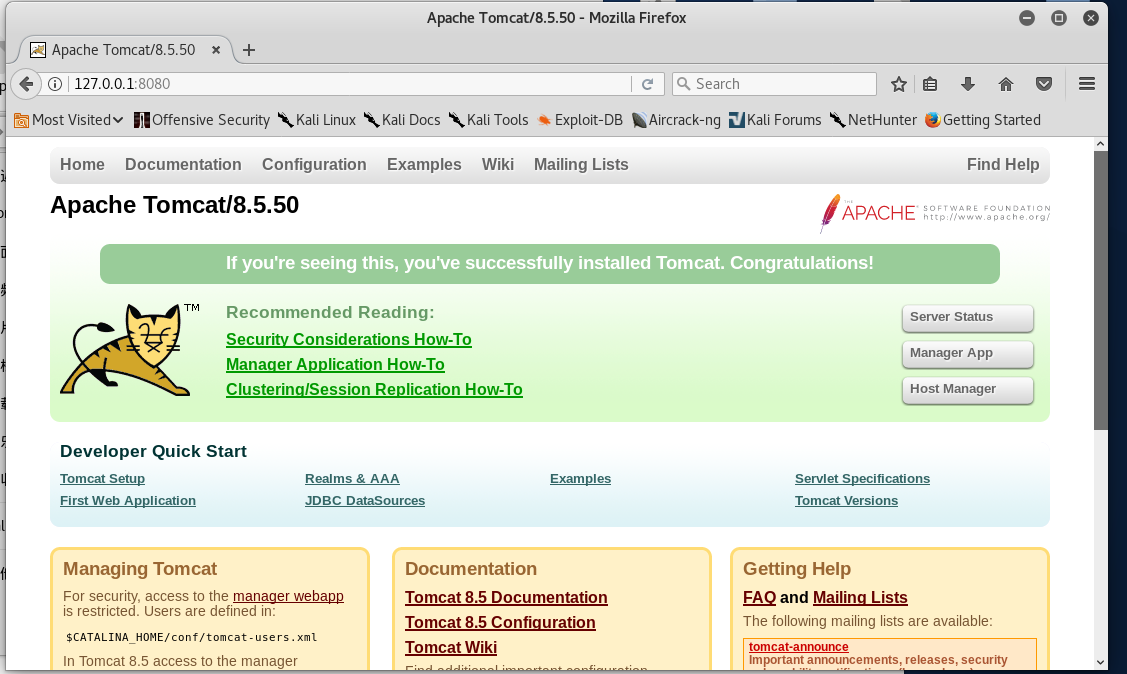 Apache Tomcat/8.5.50 - Mozilla Firefox
Apache Tomcat/8.5.50
127.0.0.1:8080
Search
Most Visited Offensive Security Kali Linux Kali Docs Kali Tools Exploit-DB Aircrack-ng Kali Forums NetHunter Getting Started
Home Documentation Configuration Examples Wiki Mailing Lists Find Help
Apache Tomcat/8.5.50
THE APACHE SOFTWARE FOUNDATION
http://www.apache.org/
If you're seeing this, you've successfully installed Tomcat. Congratulations!
TM
Recommended Reading:
Security Considerations How-To
Manager Application How-To
Clustering/Session Replication How-To
Server Status
Manager App
Host Manager
Developer Quick Start
Tomcat Setup
First Web Application
Realms & AAA
JDBC DataSources
Examples
Servlet Specifications
Tomcat Versions
Managing Tomcat
For security, access to the manager webapp
is restricted. Users are defined in:
$CATALINA_HOME/conf/tomcat-users.xml
In Tomcat 8.5 access to the manager
Documentation
Tomcat 8.5 Documentation
Tomcat 8.5 Configuration
Tomcat Wiki
Find additional important configuration
Getting Help
FAQ and Mailing Lists
The following mailing lists are available:
tomcat-announce
Important announcements, releases, security